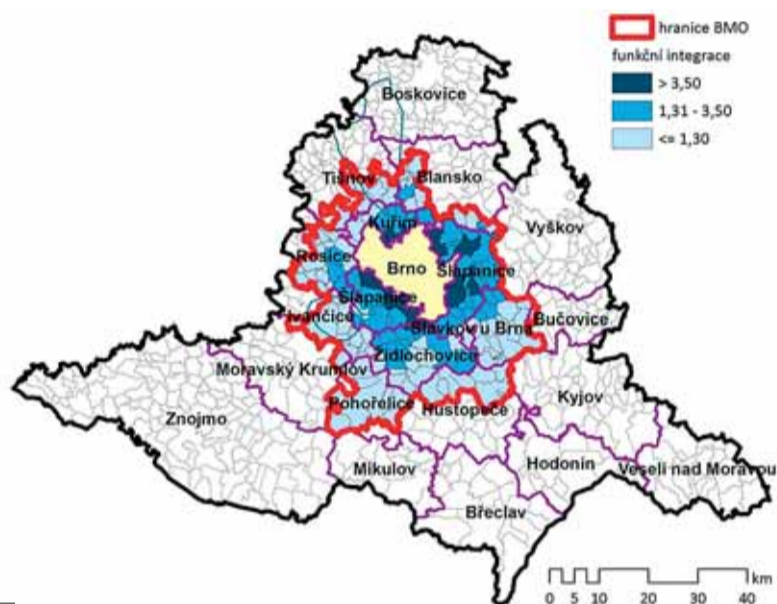 hranice BMO
funkční integrace
> 3,50
1,31 - 3,50
<= 1,30
Boskovice
Tišnov
Blansko
Kuřim
Vyškov
Rosice
Brno
Šlapanice
Šlapanice
Ivančice
Slavkov u Brna
Bučovice
Židlochovice
Moravský Krumlov
Znojmo
Pohořelice
Hustopeče
Kyjov
Mikulov
Hodonín
Veselí nad Moravou
Břeclav
km
0 5 10 20 30 40